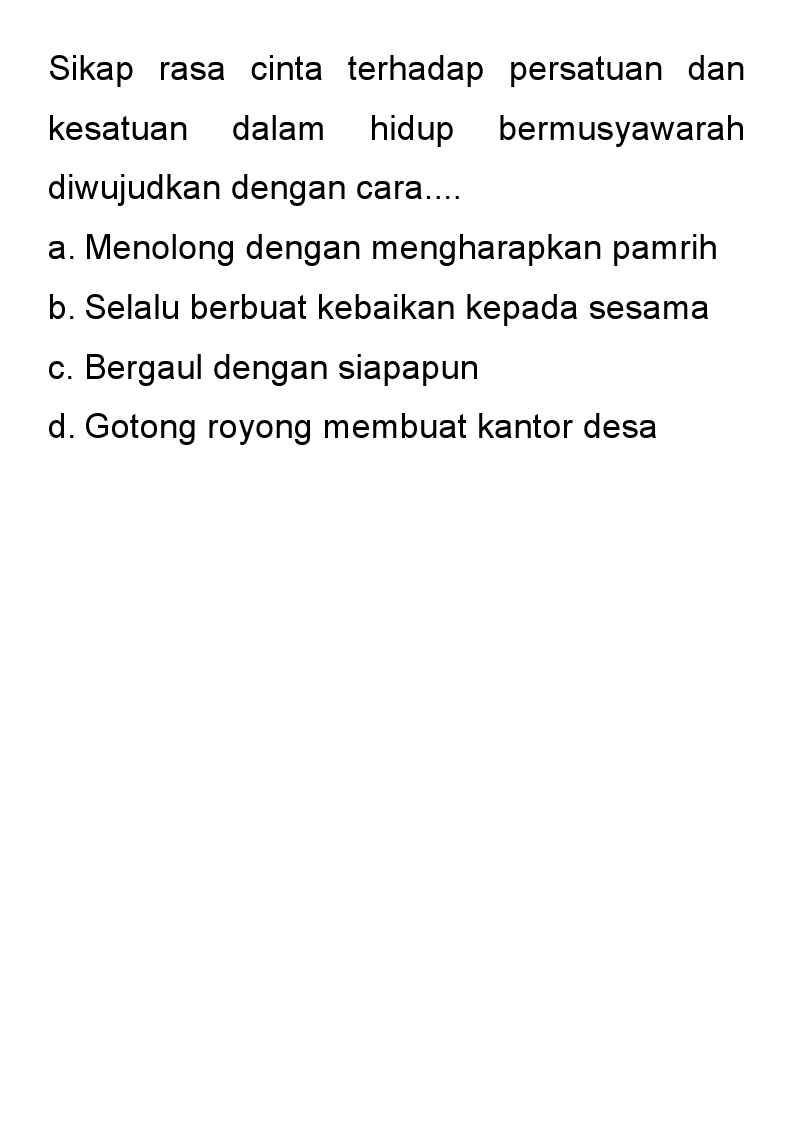 Sikap rasa cinta terhadap persatuan dan
kesatuan dalam hidup bermusyawarah
diwujudkan dengan cara....
a. Menolong dengan mengharapkan pamrih
b. Selalu berbuat kebaikan kepada sesama
c. Bergaul dengan siapapun
d. Gotong royong membuat kantor desa